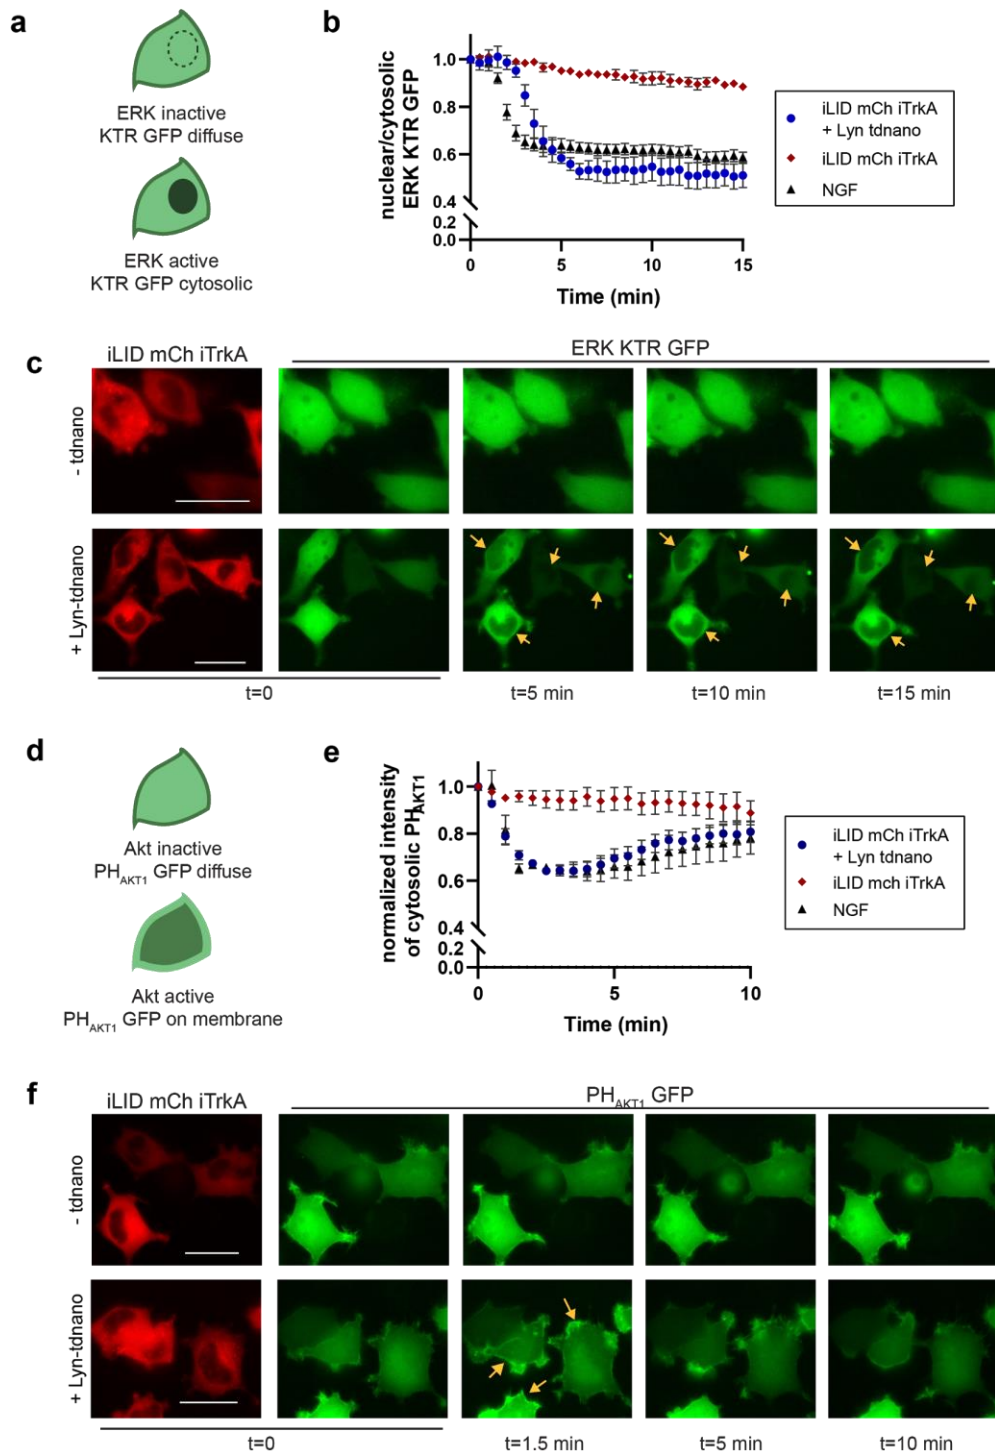 a
ERK inactive
KTR GFP diffuse
ERK active
KTR GFP cytosolic
b
nuclear/cytosolic
ERK KTR GFP
1.0
0.8
0.6
0.4
0.2
0.0
0
5
10
15
Time (min)
iLID mCh iTrkA
+ Lyn tdnano
iLID mCh iTrkA
NGF
c
iLID mCh iTrkA
ERK KTR GFP
- tdnano
+ Lyn-tdnano
t=0
t=5 min
t=10 min
t=15 min
d
Akt inactive
PHAKT1 GFP diffuse
Akt active
PHAKT1 GFP on membrane
e
normalized intensity
of cytosolic PHAKT1
1.0
0.8
0.6
0.4
0.2
0.0
0
5
10
Time (min)
iLID mCh iTrkA
+ Lyn tdnano
iLID mch iTrkA
NGF
f
iLID mCh iTrkA
PHAKT1 GFP
- tdnano
+ Lyn-tdnano
t=0
t=1.5 min
t=5 min
t=10 min